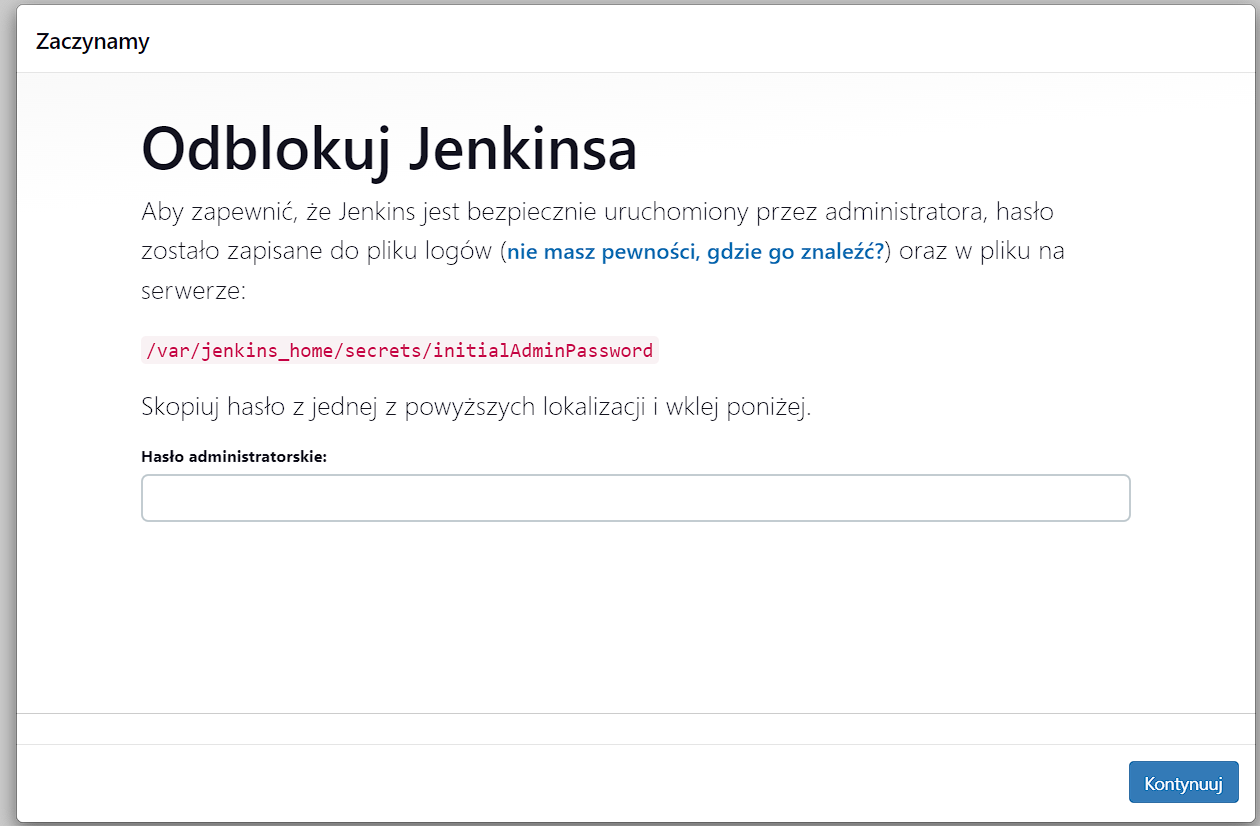 Zaczynamy
Odblokuj Jenkinsa
Aby zapewnić, że Jenkins jest bezpiecznie uruchomiony przez administratora, hasło
zostało zapisane do pliku logów (nie masz pewności, gdzie go znaleźć?) oraz w pliku na
serwerze:
/var/jenkins_home/secrets/initialAdminPassword
Skopiuj hasło z jednej z powyższych lokalizacji i wklej poniżej.
Hasło administratorskie:
Kontynuuj